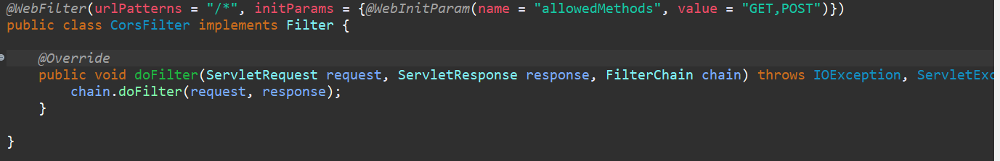 @WebFilter(urlPatterns = "/*", initParams = {@WebInitParam(name = "allowedMethods", value = "GET,POST")})
public class CorsFilter implements Filter {
@Override
public void doFilter(ServletRequest request, ServletResponse response, FilterChain chain) throws IOException, ServletExc
chain.doFilter(request, response);
}
}